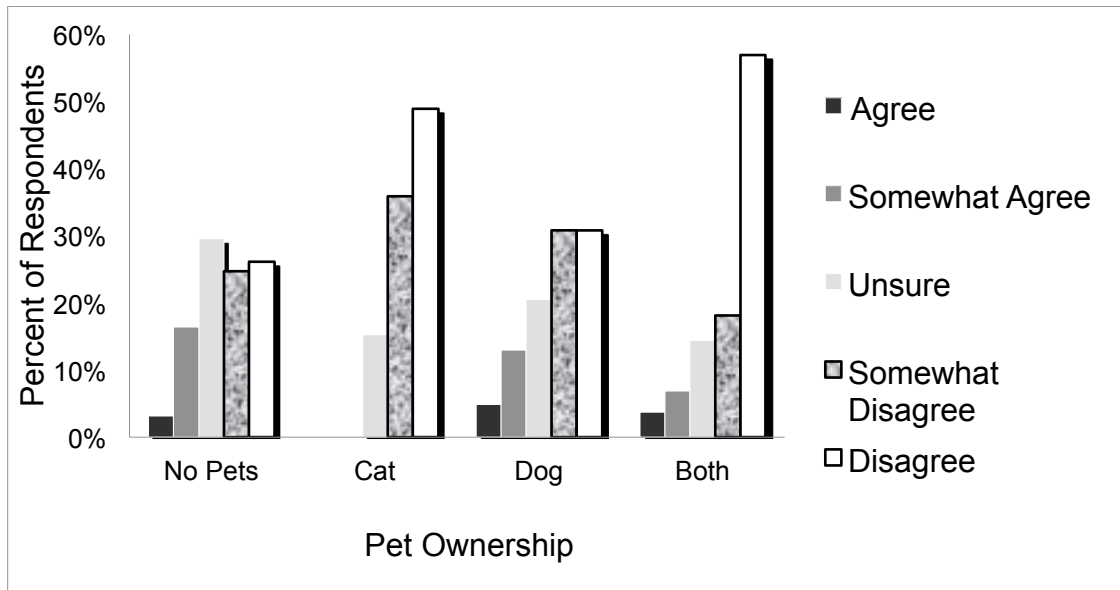 60%
50%
40%
30%
20%
10%
0%
Percent of Respondents
No Pets
Cat
Dog
Both
Pet Ownership
Agree
Somewhat Agree
Unsure
Somewhat
Disagree
Disagree